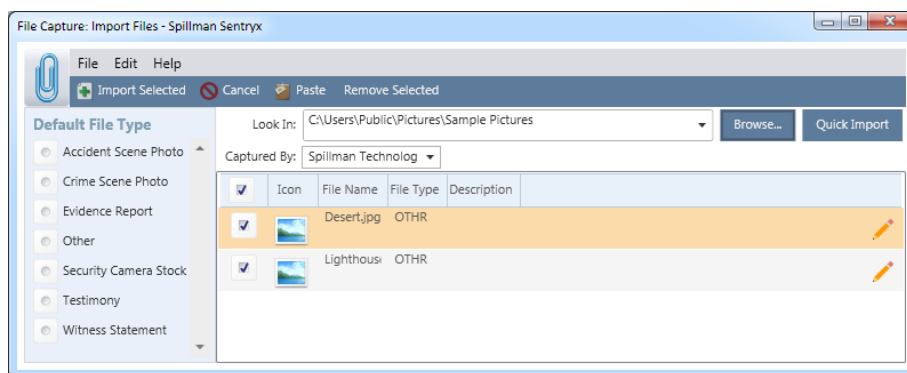 File Capture: Import Files - Spillman Sentryx
File Edit Help
Import Selected Cancel Paste Remove Selected
Default File Type
Accident Scene Photo
Crime Scene Photo
Evidence Report
Other
Security Camera Stock
Testimony
Witness Statement
Look In: C:\Users\Public\Pictures\Sample Pictures Browse... Quick Import
Captured By: Spillman Technolog
Icon File Name File Type Description
Desert.jpg OTHR
Lighthous OTHR